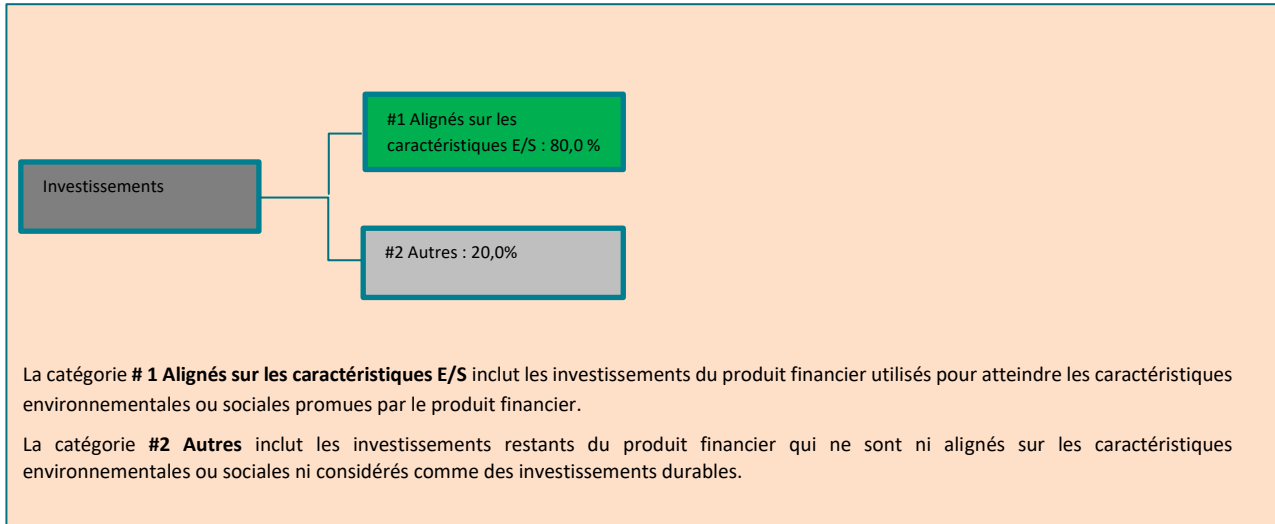 #1 Alignés sur les
caractéristiques E/S : 80,0 %
Investissements
#2 Autres : 20,0%
La catégorie # 1 Alignés sur les caractéristiques E/S inclut les investissements du produit financier utilisés pour atteindre les caractéristiques
environnementales ou sociales promues par le produit financier.
La catégorie #2 Autres inclut les investissements restants du produit financier qui ne sont ni alignés sur les caractéristiques
environnementales ou sociales ni considérés comme des investissements durables.